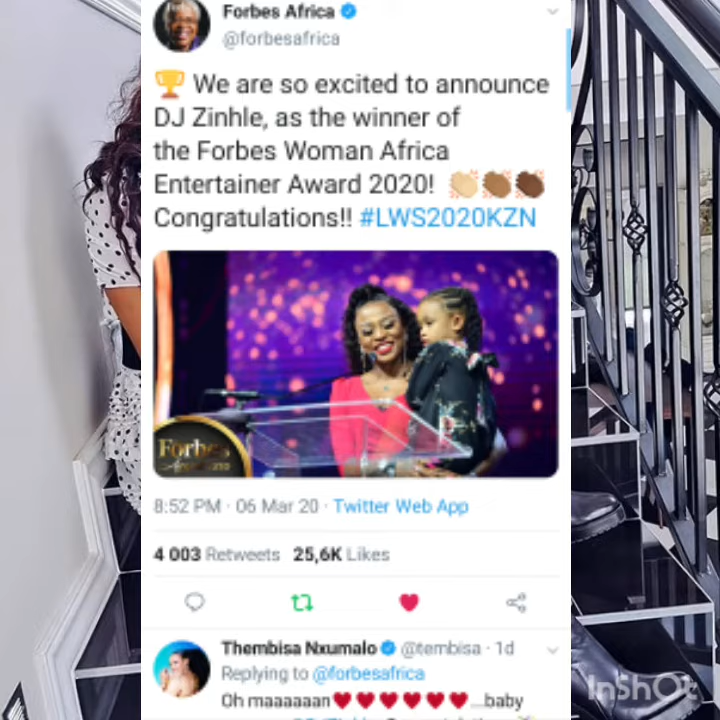 Forbes Africa
@forbesafrica
🏆 We are so excited to announce
DJ Zinhle, as the winner of
the Forbes Woman Africa
Entertainer Award 2020! 👏🏼👏🏾👏🏿
Congratulations!! #LWS2020KZN
Forbes
8:52 PM · 06 Mar 20 · Twitter Web App
4 003 Retweets 25,6K Likes
Thembisa Nxumalo @tembisa · 1d
Replying to @forbesafrica
Oh maaaaaan❤️❤️❤️❤️❤️❤️...baby
InShOt